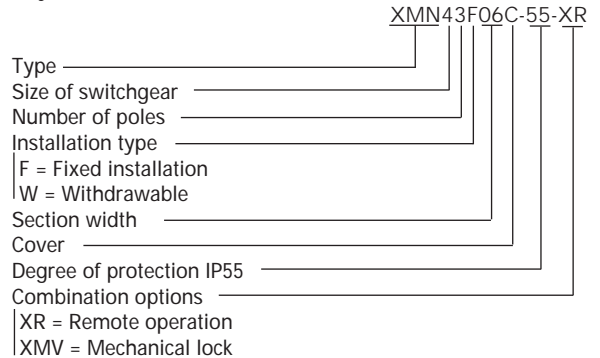 XMN43F06C-55-XR
Type
Size of switchgear
Number of poles
Installation type
F = Fixed installation
W = Withdrawable
Section width
Cover
Degree of protection IP55
Combination options
XR = Remote operation
XMV = Mechanical lock